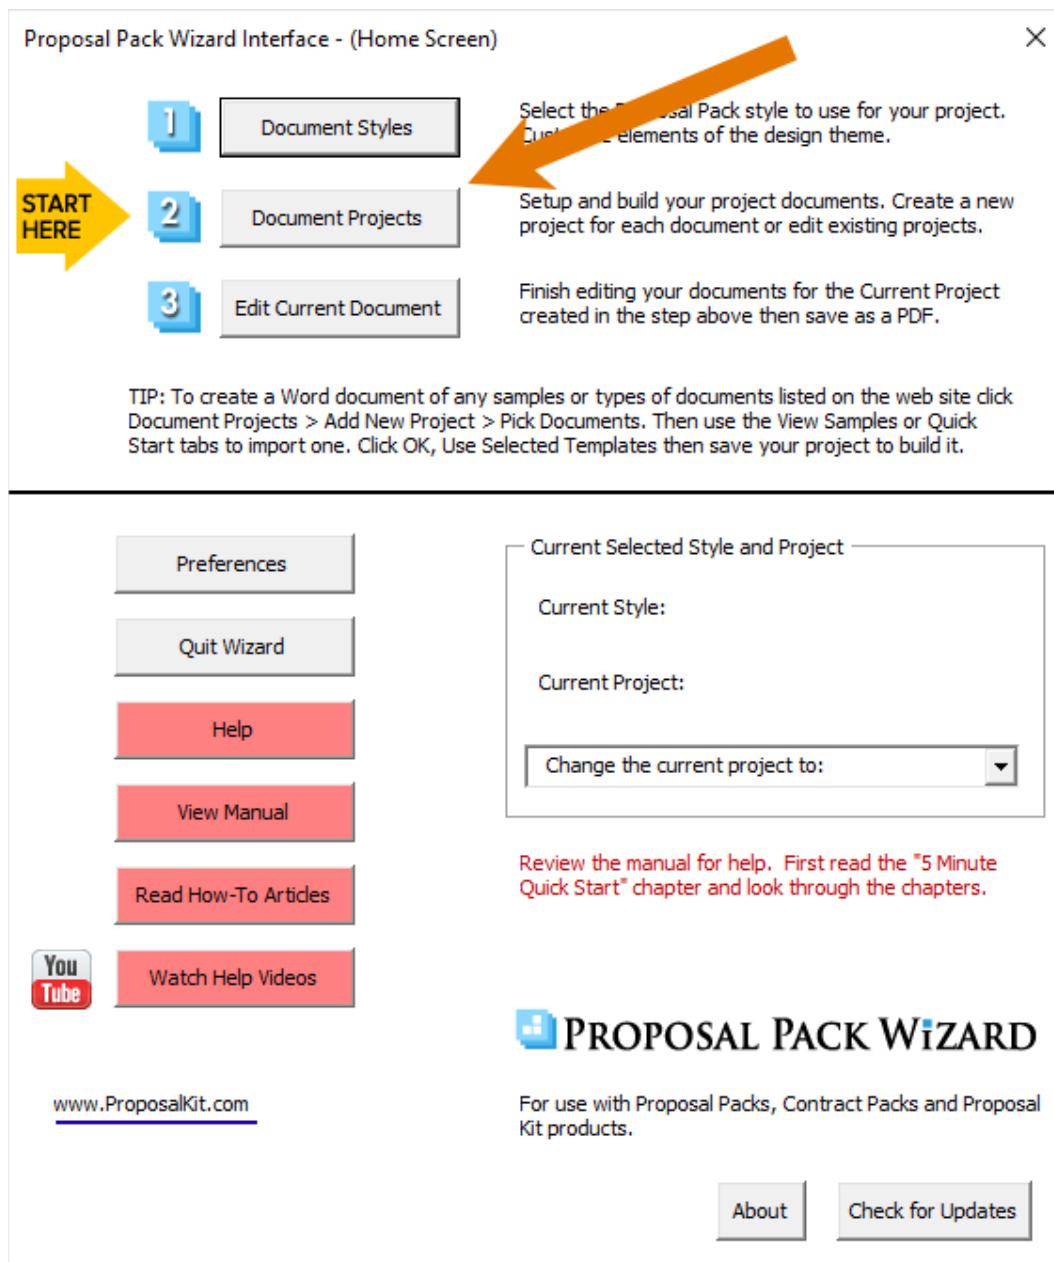 Proposal Pack Wizard Interface - (Home Screen)
1
Document Styles
Select the Proposal Pack style to use for your project.
elements of the design theme.
START
HERE
2
Document Projects
Setup and build your project documents. Create a new
project for each document or edit existing projects.
3
Edit Current Document
Finish editing your documents for the Current Project
created in the step above then save as a PDF.
TIP: To create a Word document of any samples or types of documents listed on the web site click
Document Projects > Add New Project > Pick Documents. Then use the View Samples or Quick
Start tabs to import one. Click OK, Use Selected Templates then save your project to build it.
Preferences
Quit Wizard
Help
View Manual
Read How-To Articles
You
Tube
Watch Help Videos
www.ProposalKit.com
Current Selected Style and Project
Current Style:
Current Project:
Change the current project to:
Review the manual for help.  First read the "5 Minute
Quick Start" chapter and look through the chapters.
PROPOSAL PACK WiZARD
For use with Proposal Packs, Contract Packs and Proposal
Kit products.
About
Check for Updates